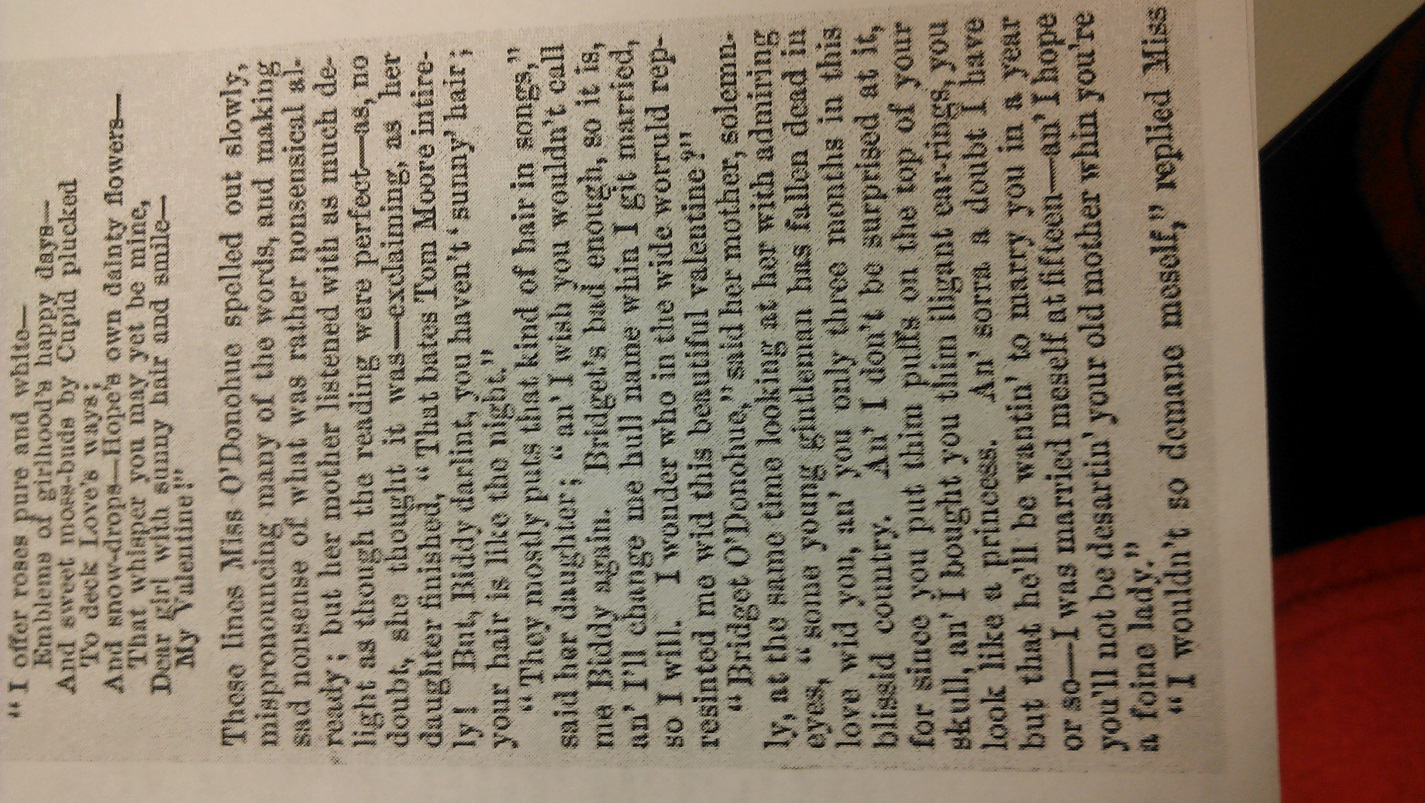 "I offer roses pure and white—
Emblems of girlhood's happy days—
And sweet moss-buds by Cupid plucked
To deck Love's ways;
And snow-drops—Hope's own dainty flowers—
That whisper you may yet be mine,
Dear girl with sunny hair and smile—
My Valentine!"
These lines Miss O'Donohue spelled out slowly,
mispronouncing many of the words, and making
sad nonsense of what was rather nonsensical al-
ready; but her mother listened with as much de-
light as though the reading were perfect—as, no
doubt, she thought it was—exclaiming, as her
daughter finished, "That bates Tom Moore intire-
ly! But, Biddy darlint, you haven't 'sunny' hair;
your hair is like the night."
"They mostly puts that kind of hair in songs,"
said her daughter; "an' I wish you wouldn't call
me Biddy again. Bridget's bad enough, so it is,
an' I'll change me hull name whin I git married,
so I will. I wonder who in the wide worruld rep-
resinted me wid this beautiful valentine?"
"Bridget O'Donohue," said her mother, solemn-
ly, at the same time looking at her with admiring
eyes, "some young gintleman has fallen dead in
love wid you, an' you only three months in this
blissid country. An' I don't be surprised at it,
for since you put thim puffs on the top of your
skull, an' I bought you thim iligant ear-rings, you
look like a princess. An' sorra a doubt I have
but that he'll be wantin' to marry you in a year
or so—I was married meself at fifteen—an' I hope
you'll not be desartin' your old mother whin you're
a foine lady."
"I wouldn't so demane meself," replied Miss